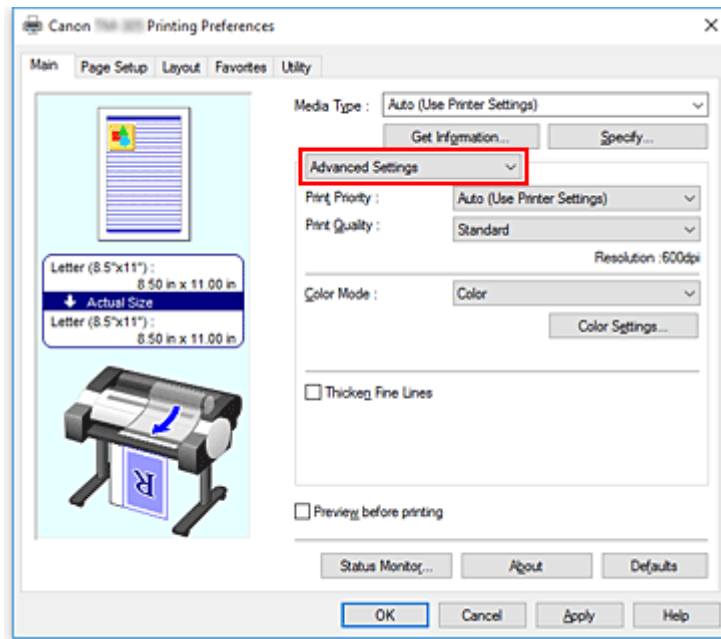 Canon Printing Preferences
Main Page Setup Layout Favorites Utility
Media Type : Auto (Use Printer Settings)
Get Information... Specify...
Advanced Settings
Print Priority : Auto (Use Printer Settings)
Print Quality : Standard
Resolution :600dpi
Color Mode : Color
Color Settings...
Thicken Fine Lines
Preview before printing
Letter (8.5"x11") :
8.50 in x 11.00 in
Actual Size
Letter (8.5"x11") :
8.50 in x 11.00 in
R
Status Monitor... About Defaults
OK Cancel Apply Help